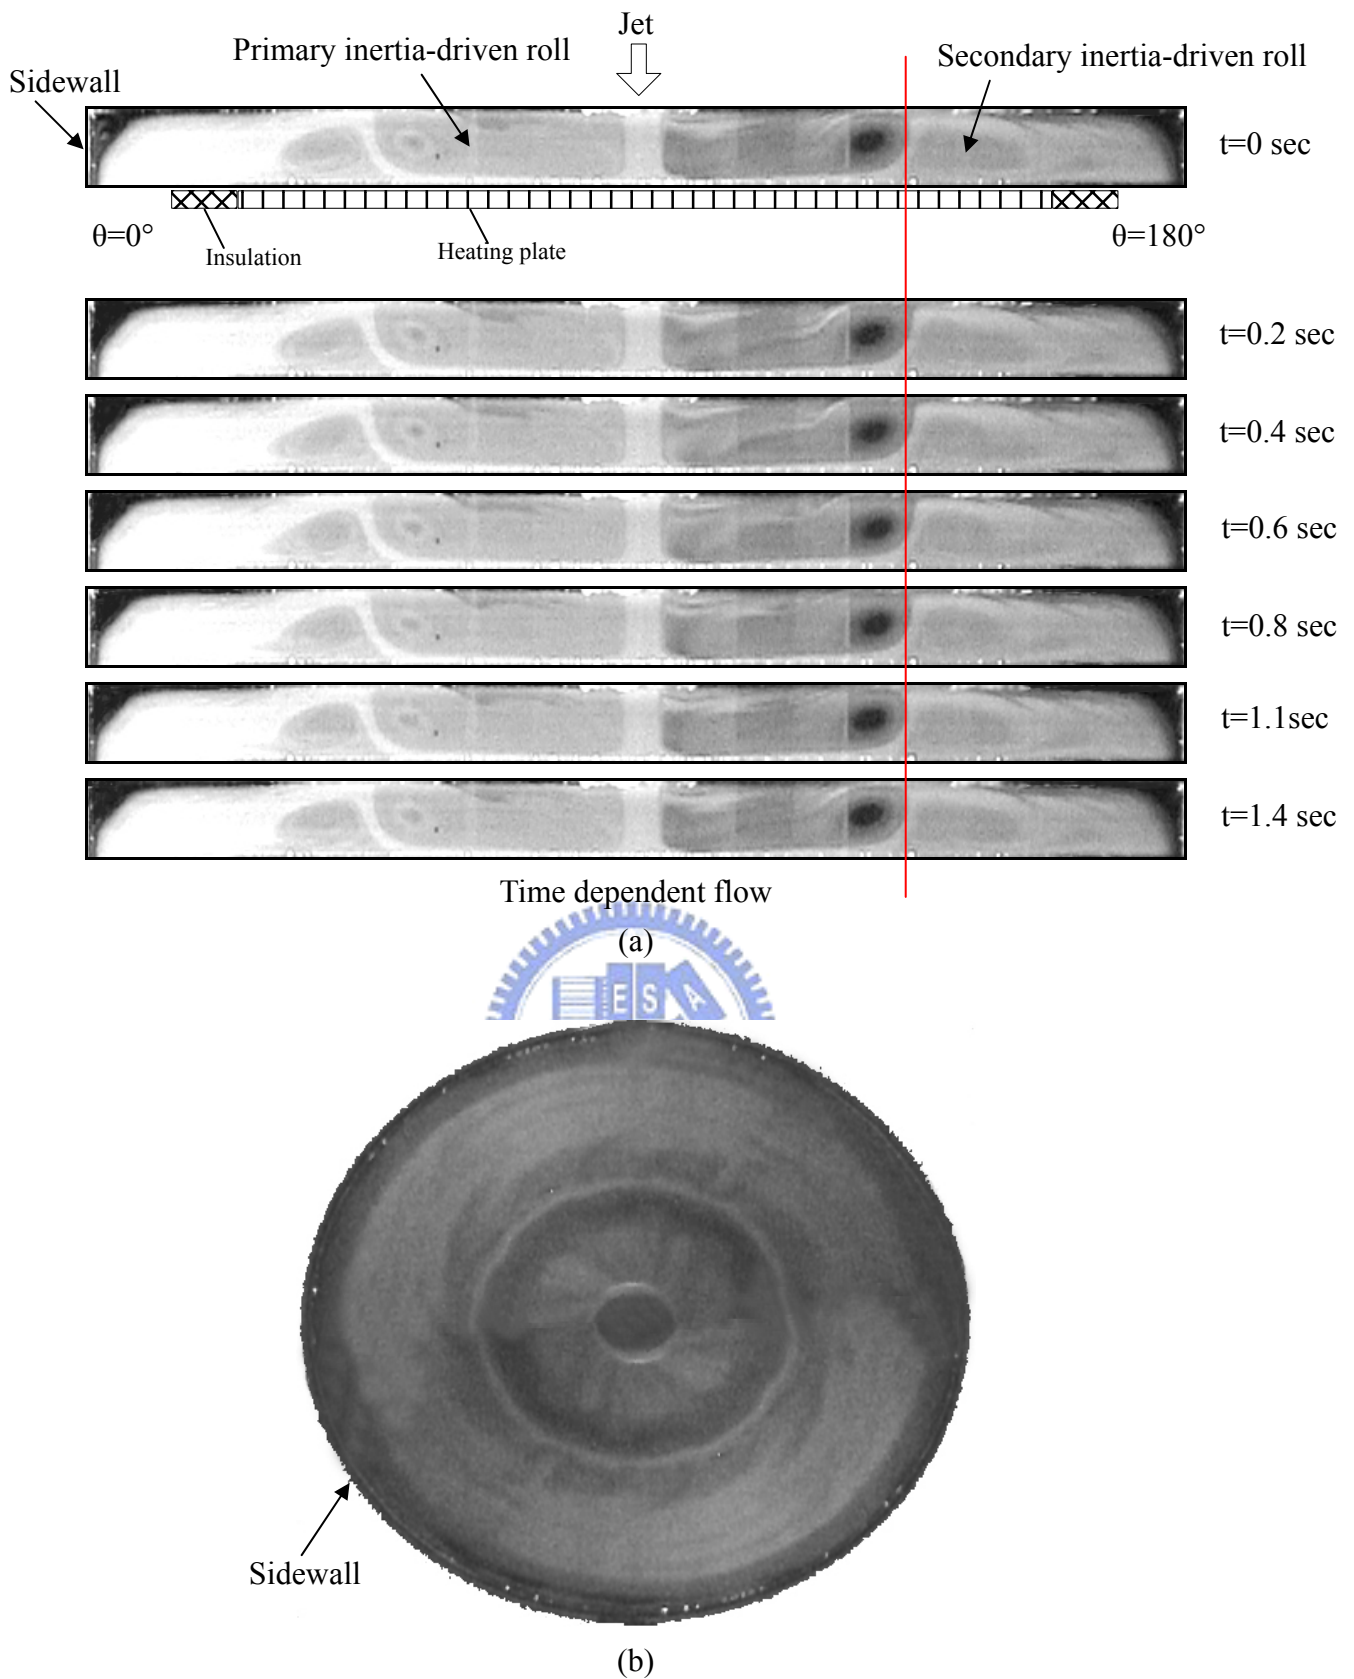 Jet
Primary inertia-driven roll
Secondary inertia-driven roll
Sidewall
t=0 sec
θ=0°
θ=180°
Insulation
Heating plate
t=0.2 sec
t=0.4 sec
t=0.6 sec
t=0.8 sec
t=1.1sec
t=1.4 sec
Time dependent flow
(a)
E S A
Sidewall
(b)